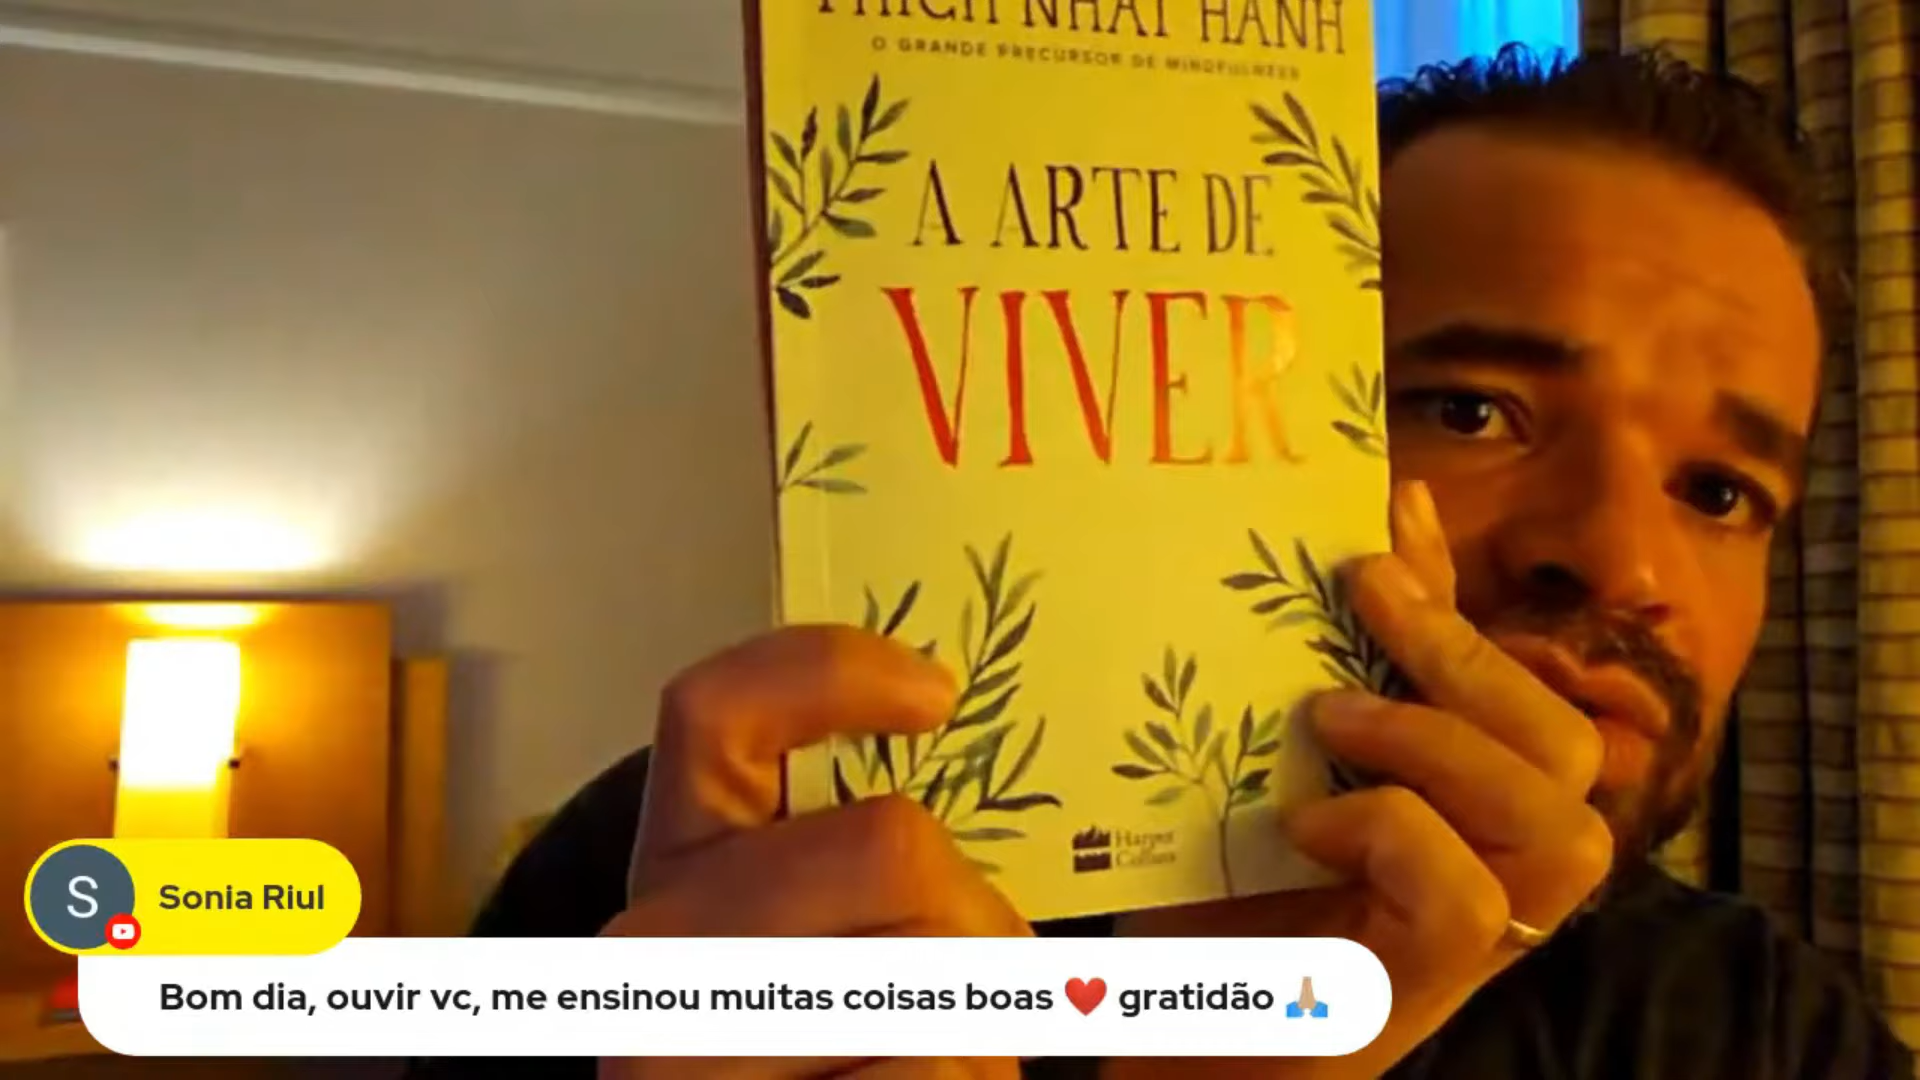 THICH NHAT HANH
O GRANDE PRECURSOR DE MINDFULNESS
A ARTE DE
VIVER
Harper
Collins
S
Sonia Riul
Bom dia, ouvir vc, me ensinou muitas coisas boas ❤️ gratidão 🙏🏼